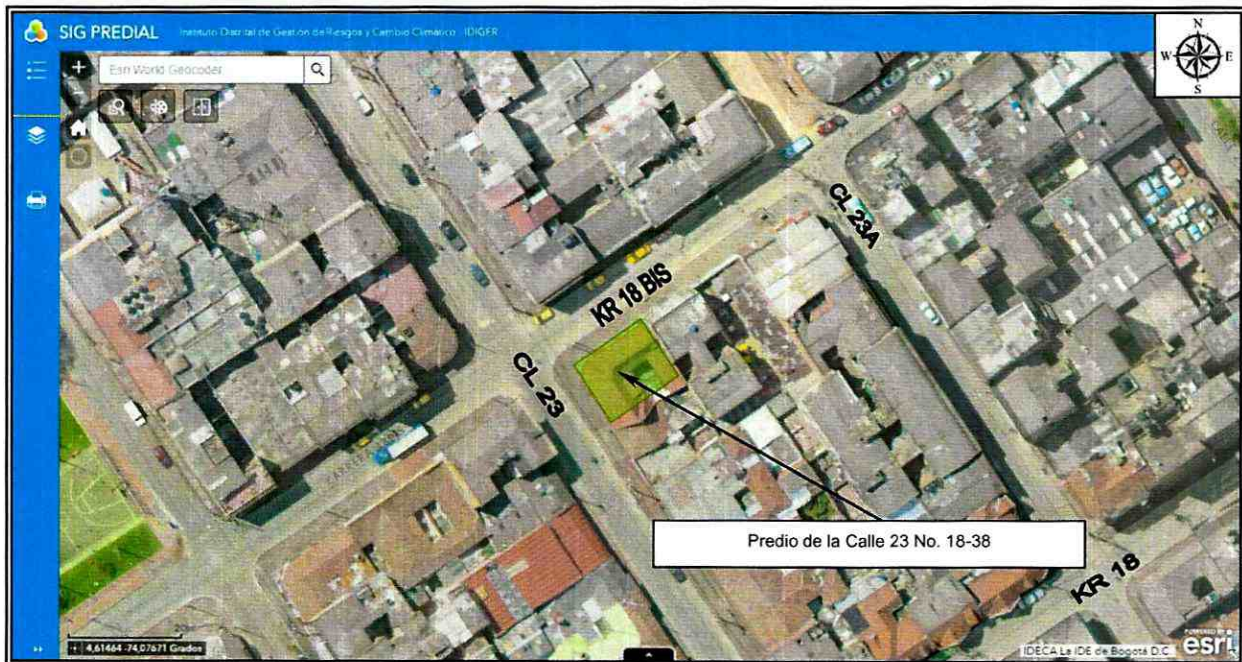 SIG PREDIAL
Instituto Distrital de Gestión de Riesgos y Cambio Climático - IDIGER
N
W
E
S
Esri World Geocoder
CL 23A
KR 18 BIS
CL 23
Predio de la Calle 23 No. 18-38
KR 18
4,61464 -74,07671 Grados
IDECA La IDE de Bogotá D.C.
POWERED BY
esri